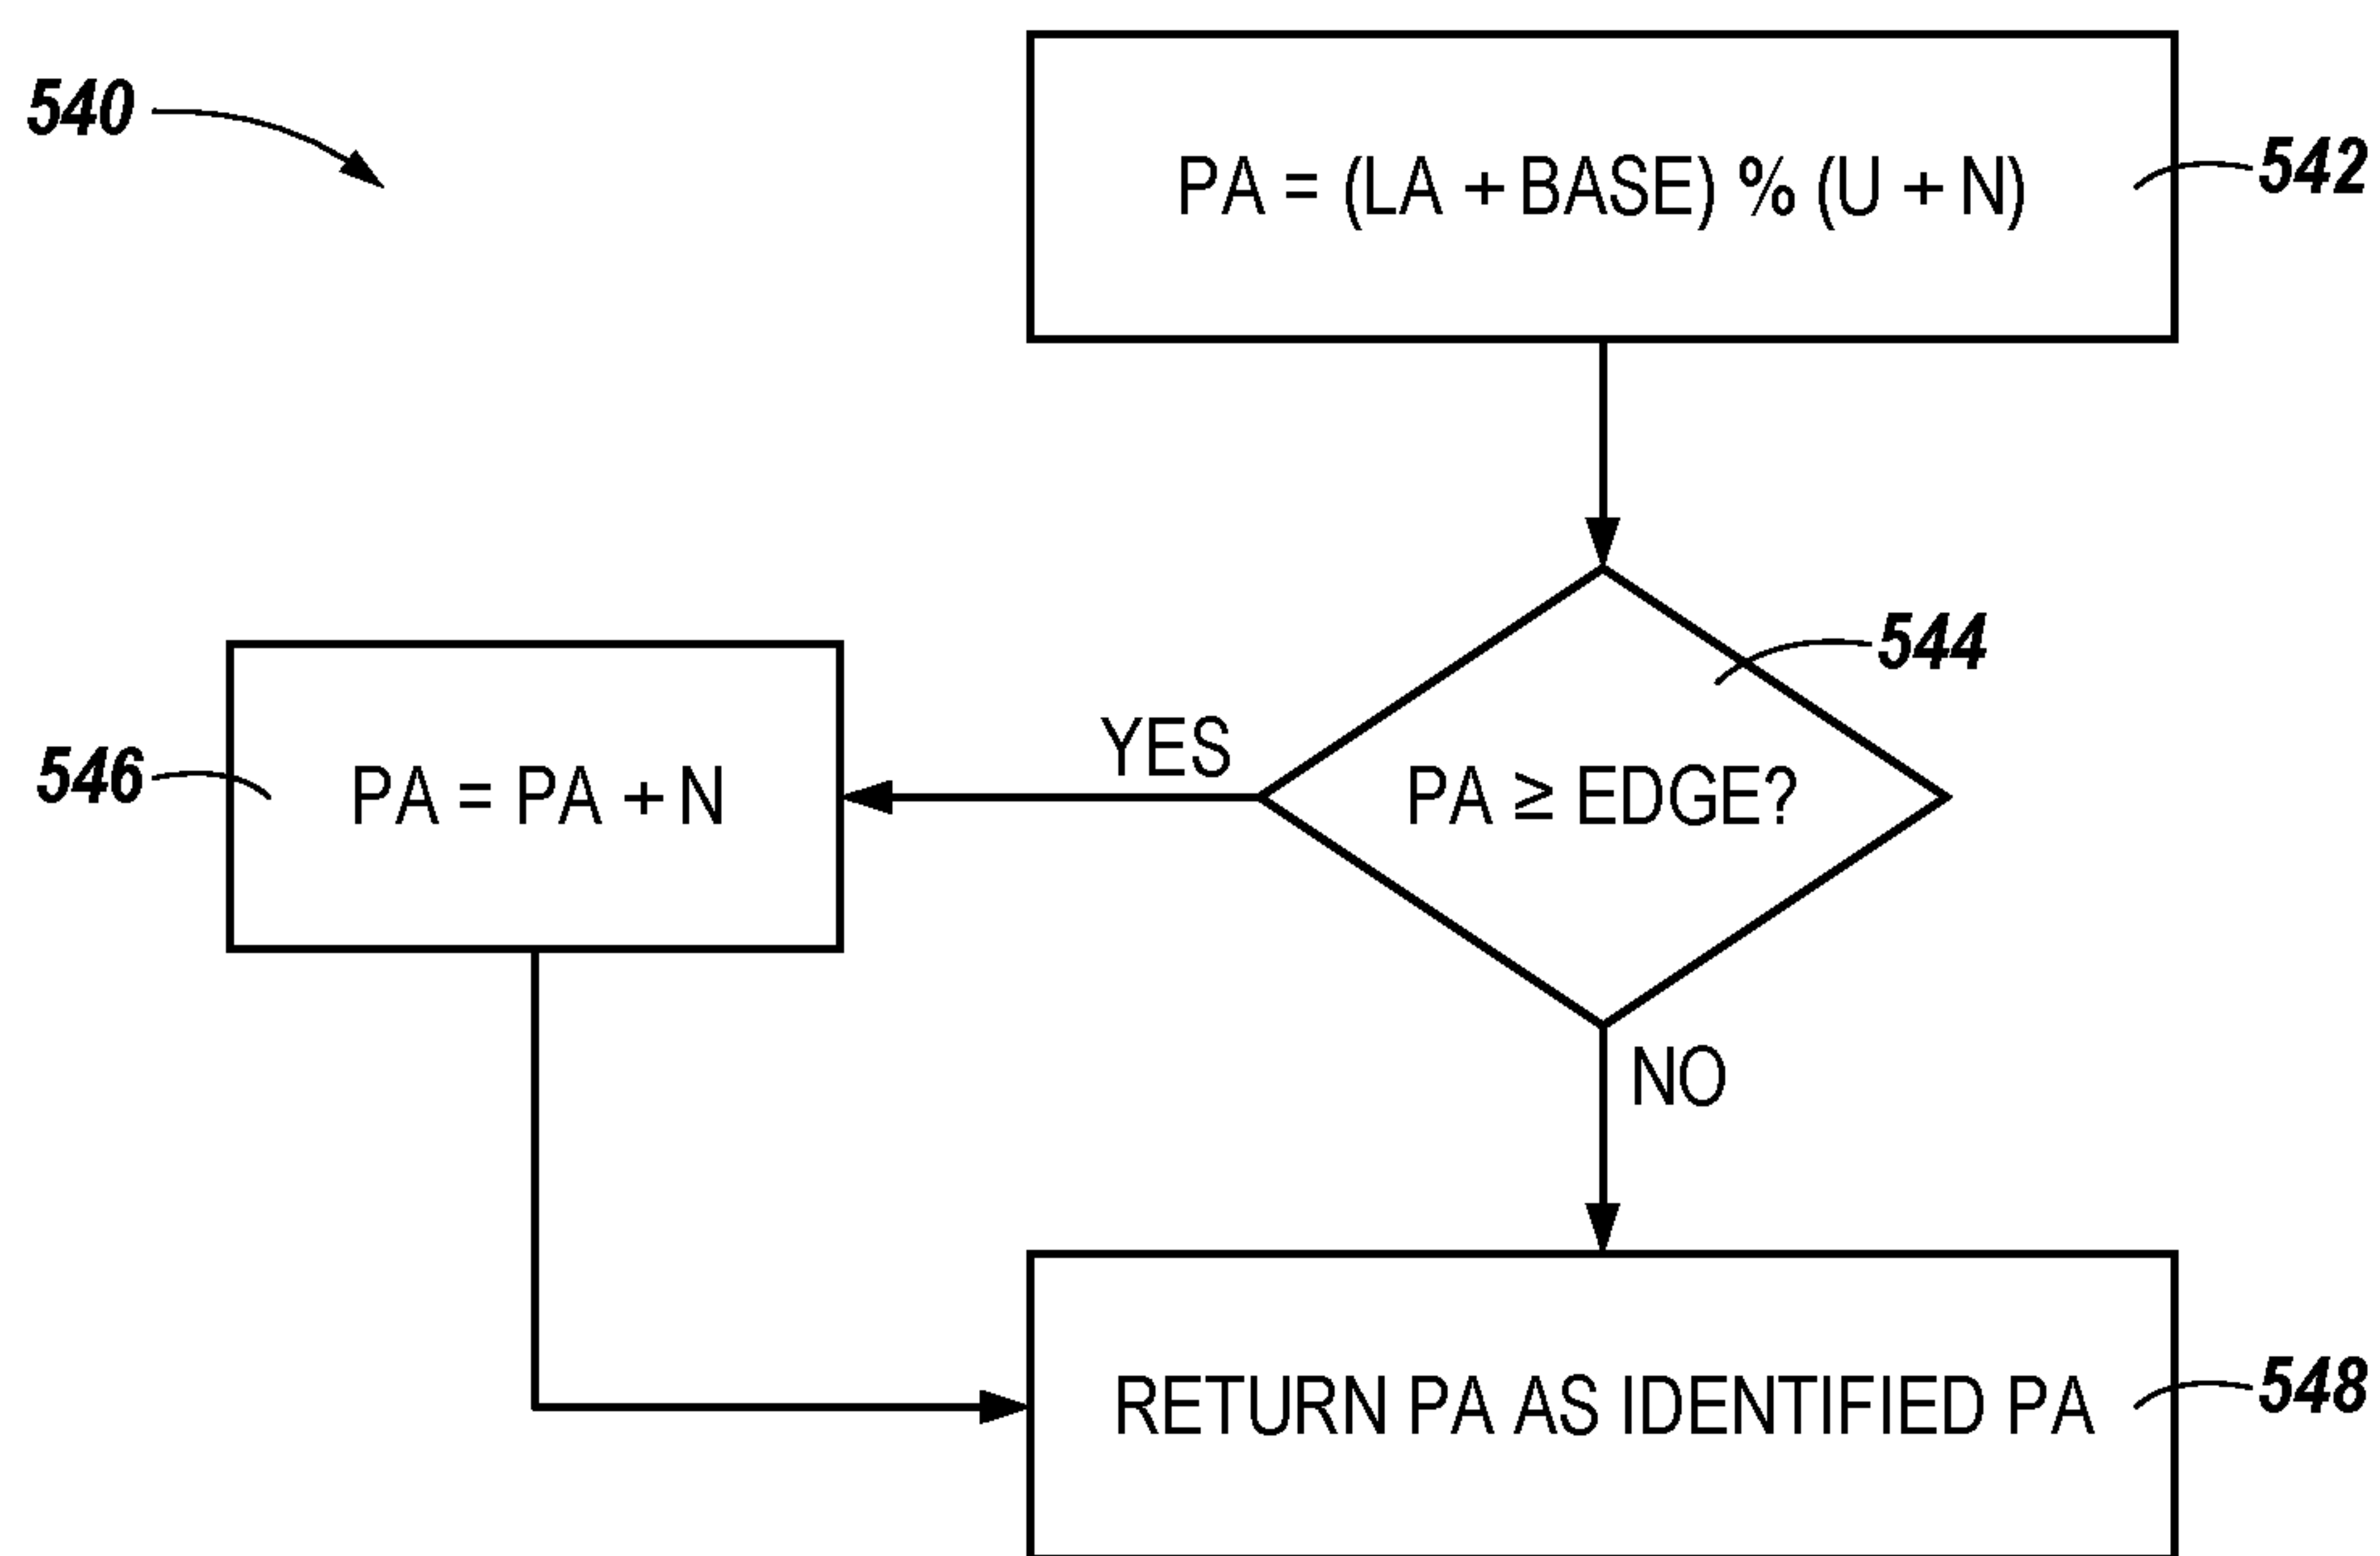 540
PA = (LA + BASE) % (U + N)
542
544
YES
PA ≥ EDGE?
546
PA = PA + N
NO
RETURN PA AS IDENTIFIED PA
548